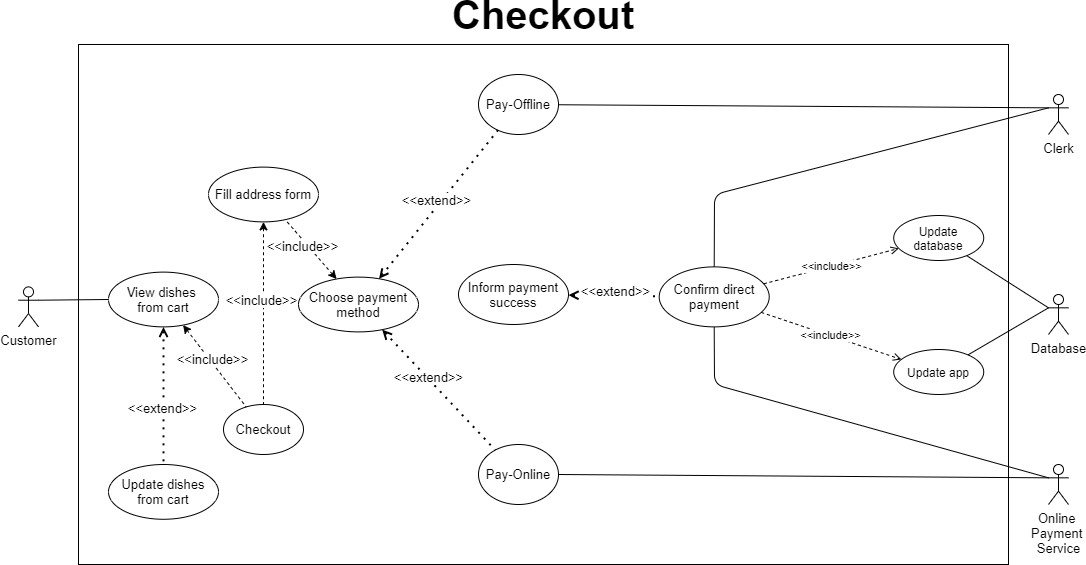 Checkout
Pay-Offline
Clerk
<<extend>>
Fill address form
<<include>>
Update
database
<<include>>
View dishes
from cart
Choose payment
method
<<include>>
Inform payment
success
<<extend>>
Confirm direct
payment
Customer
Database
<<include>>
<<include>>
Update app
<<extend>>
<<extend>>
Checkout
Update dishes
from cart
Pay-Online
Online
Payment
Service